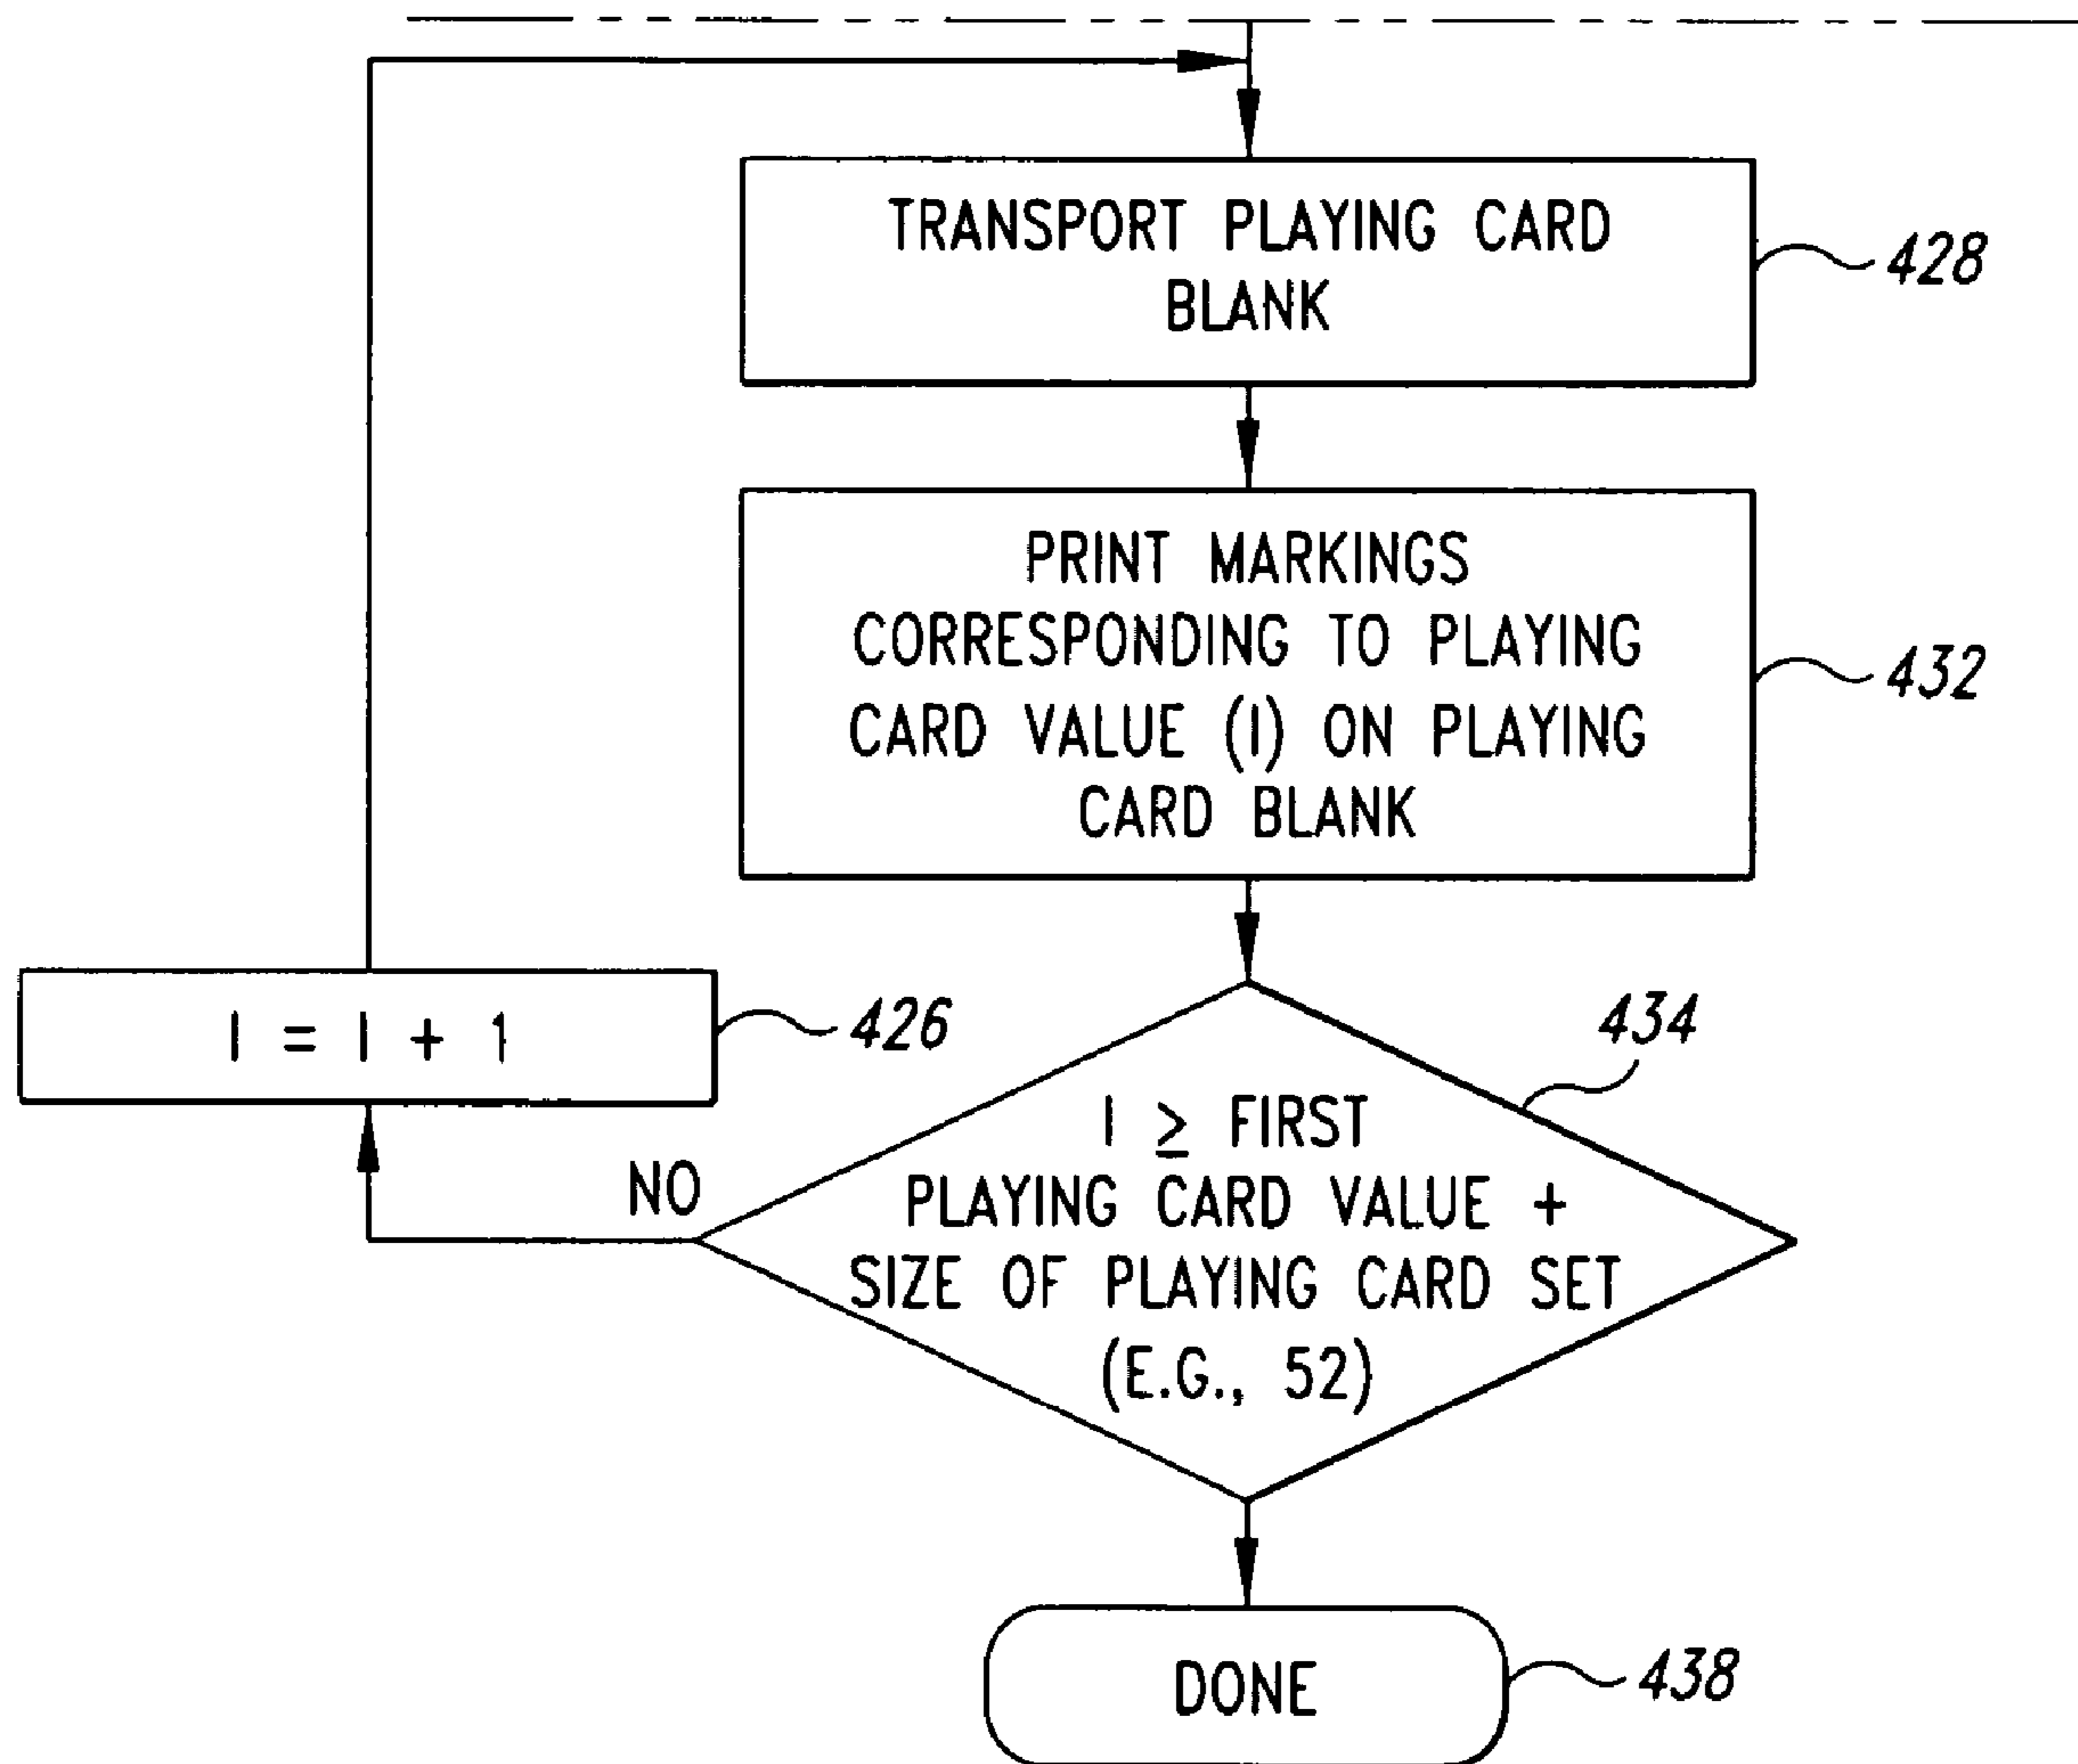 TRANSPORT PLAYING CARD
BLANK
428
PRINT MARKINGS
CORRESPONDING TO PLAYING
CARD VALUE (I) ON PLAYING
CARD BLANK
432
I = I + 1
426
434
I ≥ FIRST
PLAYING CARD VALUE +
SIZE OF PLAYING CARD SET
(E.G., 52)
NO
DONE
438